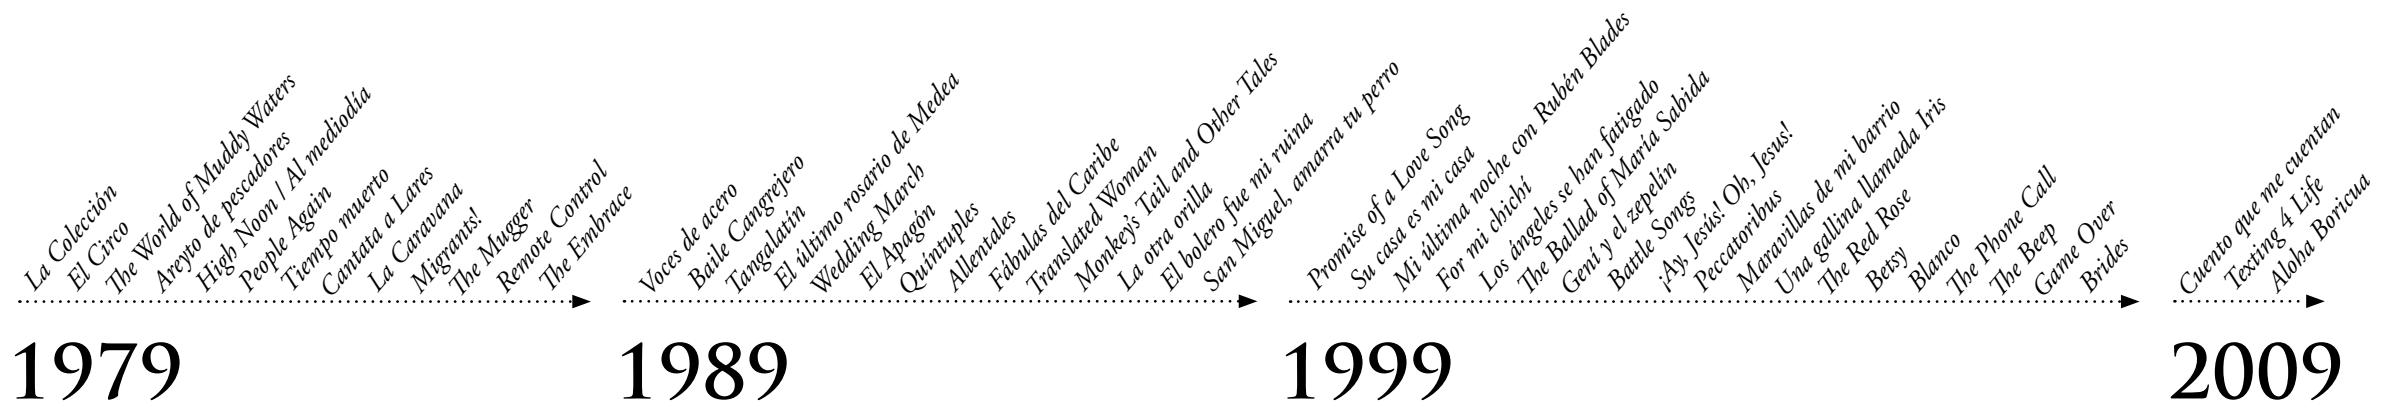 La Colección
El Circo
The World of Muddy Waters
Areyto de pescadores
High Noon / Al mediodía
People Again
Tiempo muerto
Cantata a Lares
La Caravana
Migrants!
The Mugger
Remote Control
The Embrace
1979
Voces de acero
Baile Cangrejero
Tangalatín
El último rosario de Medea
Wedding March
El Apagón
Quíntuples
Allentales
Fábulas del Caribe
Translated Woman
Monkey's Tail and Other Tales
La otra orilla
El bolero fue mi ruina
San Miguel, amarra tu perro
1989
Promise of a Love Song
Su casa es mi casa
Mi última noche con Rubén Blades
For mi chichí
Los ángeles se han fatigado
The Ballad of María Sabida
Gení y el zepelín
Battle Songs
¡Ay, Jesús! Oh, Jesus!
Peccatoribus
Maravillas de mi barrio
Una gallina llamada Iris
The Red Rose
Betsy
Blanco
The Phone Call
The Beep
Game Over
Brides
1999
Cuento que me cuentan
Texting 4 Life
Aloha Boricua
2009